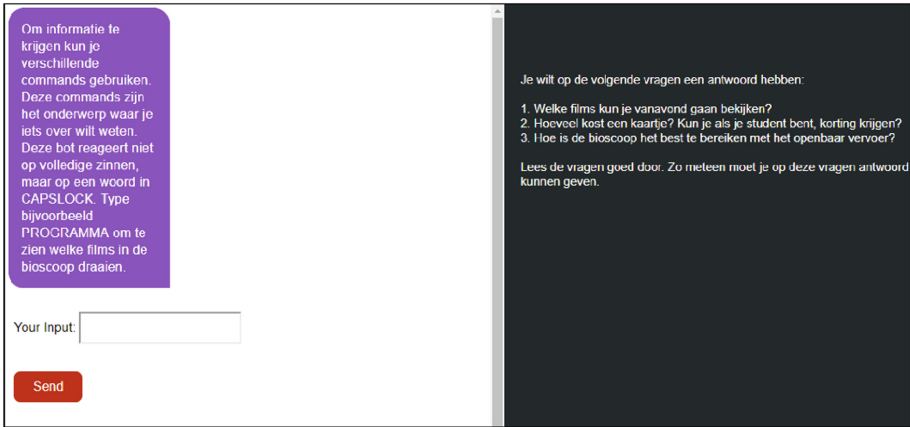 Om informatie te
krijgen kun je
verschillende
commands gebruiken.
Deze commands zijn
het onderwerp waar je
iets over wilt weten.
Deze bot reageert niet
op volledige zinnen,
maar op een woord in
CAPSLOCK. Type
bijvoorbeeld
PROGRAMMA om te
zien welke films in de
bioscoop draaien.
Your Input:
Send
Je wilt op de volgende vragen een antwoord hebben:
1. Welke films kun je vanavond gaan bekijken?
2. Hoeveel kost een kaartje? Kun je als je student bent, korting krijgen?
3. Hoe is de bioscoop het best te bereiken met het openbaar vervoer?
Lees de vragen goed door. Zo meteen moet je op deze vragen antwoord
kunnen geven.